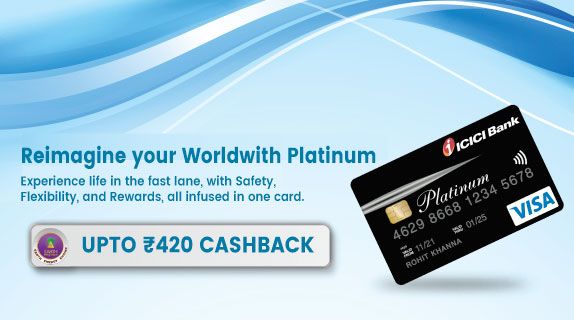 Reimagine your Worldwith Platinum
Experience life in the fast lane, with Safety,
Flexibility, and Rewards, all infused in one card.
UPTO ₹420 CASHBACK
ICICI Bank
Platinum
4629 8668 1234 5678
11/21 01/25
ROHIT KHANNA
VISA